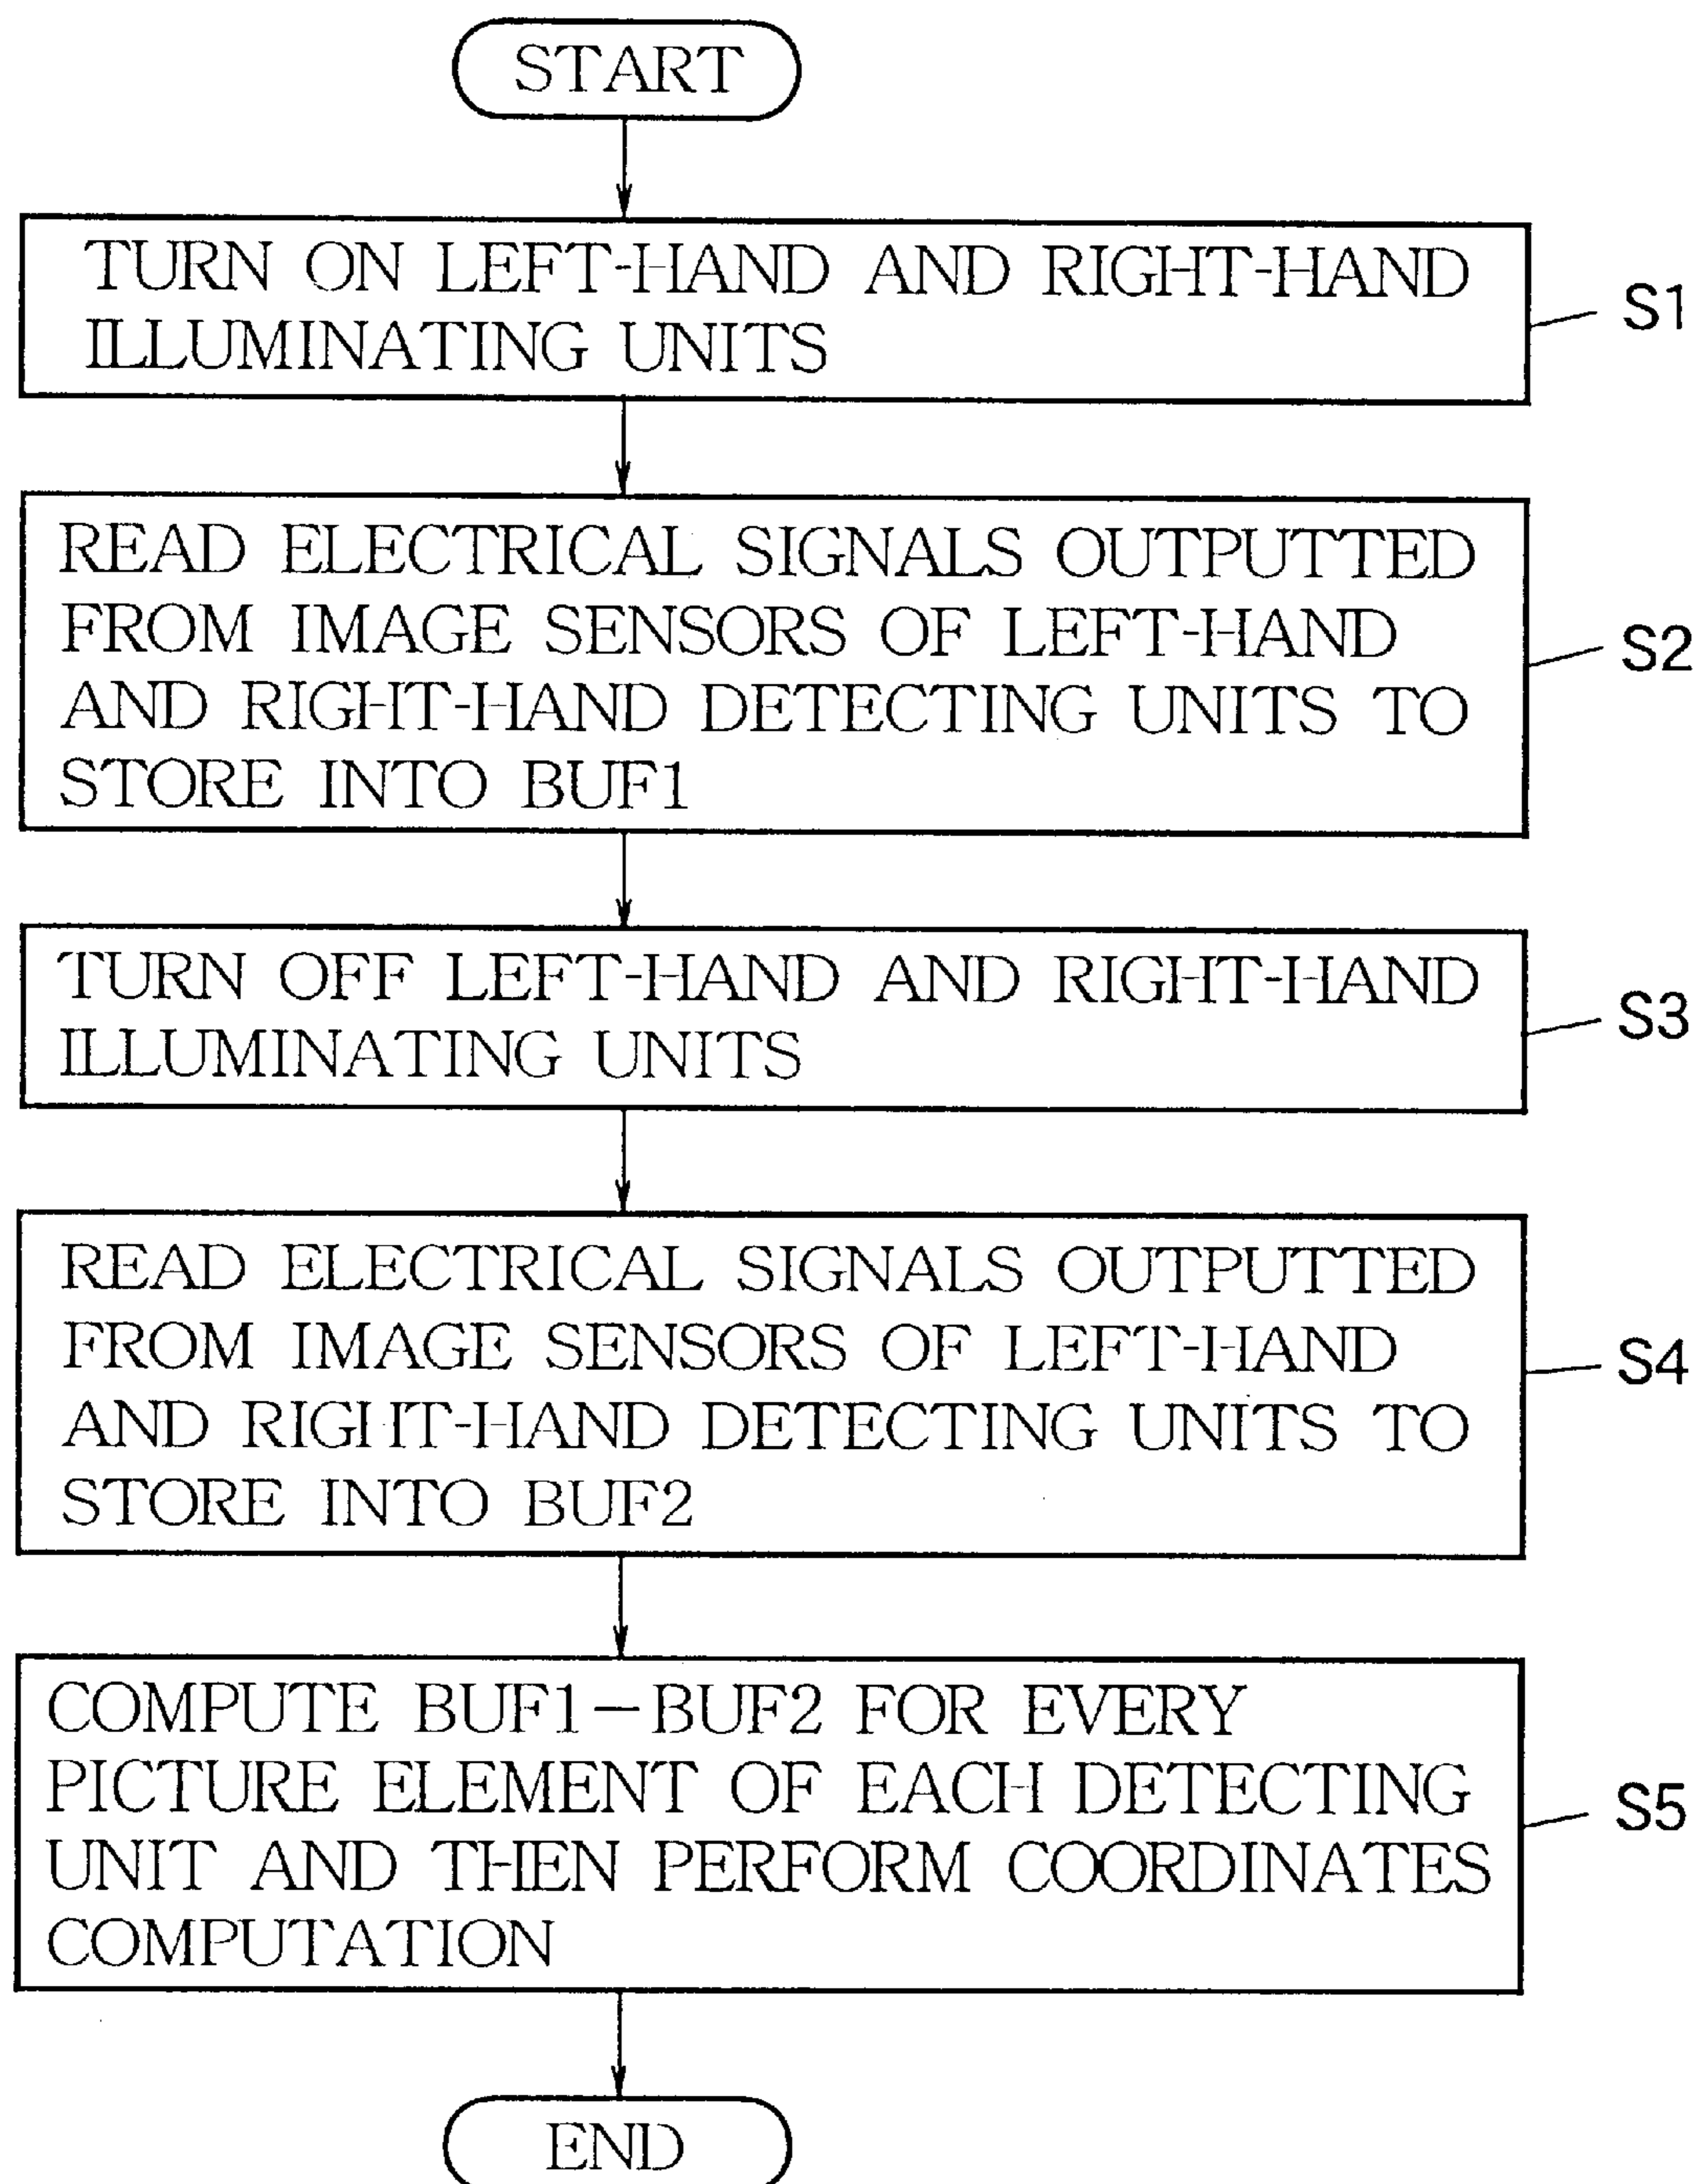 START
TURN ON LEFT-HAND AND RIGHT-HAND
ILLUMINATING UNITS
S1
READ ELECTRICAL SIGNALS OUTPUTTED
FROM IMAGE SENSORS OF LEFT-HAND
AND RIGHT-HAND DETECTING UNITS TO
STORE INTO BUF1
S2
TURN OFF LEFT-HAND AND RIGHT-HAND
ILLUMINATING UNITS
S3
READ ELECTRICAL SIGNALS OUTPUTTED
FROM IMAGE SENSORS OF LEFT-HAND
AND RIGHT-HAND DETECTING UNITS TO
STORE INTO BUF2
S4
COMPUTE BUF1-BUF2 FOR EVERY
PICTURE ELEMENT OF EACH DETECTING
UNIT AND THEN PERFORM COORDINATES
COMPUTATION
S5
END